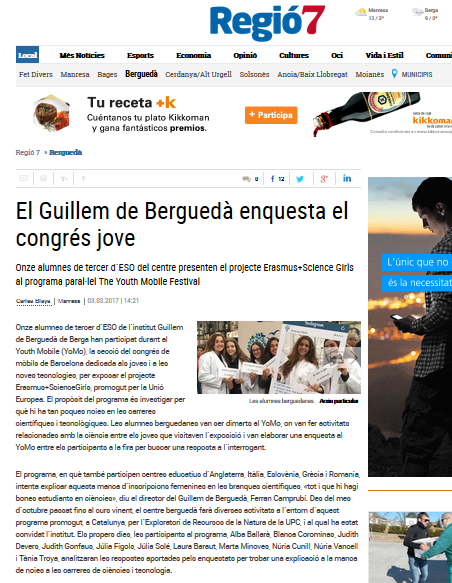 Regió7
Manresa
13 / 3º
Berga
9 / 0º
Local Més Notícies Esports Economia Opinió Cultures Oci Vida i Estil Comuni
Fet Divers Manresa Bages Berguedà Cerdanya/Alt Urgell Solsonès Anoia/Baix Llobregat Moianès MUNICIPIS
Tu receta +k
Cuéntanos tu plato Kikkoman
y gana fantásticos premios.
+ Participa
kikkoman
Regió 7 » Berguedà
0 f 12 g+ in
El Guillem de Berguedà enquesta el
congrés jove
Onze alumnes de tercer d´ESO del centre presenten el projecte Erasmus+Science Girls
al programa paral·lel The Youth Mobile Festival
Carles Blaya | Manresa | 03.03.2017 | 14:21
Onze alumnes de tercer d´ESO de l´institut Guillem
de Berguedà de Berga han participat durant al
Youth Mobile (YoMo), la secció del congrés de
mòbils de Barcelona dedicada als joves i a les
noves tecnologies, per exposar el projecte
Erasmus+ScienceGirls, promogut per la Unió
Europea. El propòsit del programa és investigar per
què hi ha tan poques noies en les carreres
científiques i tecnològiques. Les alumnes berguedanes van ser dimarts al YoMo, on van fer activitats
relacionades amb la ciència entre els joves que visitaven l´exposició i van elaborar una enquesta al
YoMo entre els participants a la fira per buscar una resposta a l´interrogant.
Instagram
Les alumnes berguedanes. Arxiu particular
El programa, en què també participen centres educatius d´Anglaterra, Itàlia, Eslovènia, Grècia i Romania,
intenta explicar aquesta manca d´inscripcions femenines en les branques científiques, «tot i que hi hagi
bones estudiants en ciències», diu el director del Guillem de Berguedà, Ferran Camprubí. Des del mes
d´octubre passat fins al curs vinent, el centre berguedà farà diverses activitats a l´entorn d´aquest
programa promogut, a Catalunya, per l´Exploratori de Recursos de la Natura de la UPC, i al qual ha estat
convidat l´institut. Els propers dies, les participants al programa, Alba Ballarà, Blanca Corominas, Judith
Devero, Judith Gonfaus, Júlia Fígols, Júlia Solé, Laura Baraut, Marta Minoves, Núria Cunill, Núria Vancell
i Tània Troya, analitzaran les respostes aportades pels enquestats per trobar una explicació a la manca
de noies a les carreres de ciències i tecnologia.
L'únic que no
és la necessitat